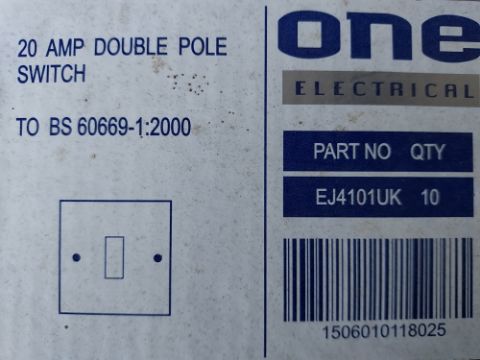 20 AMP DOUBLE POLE
SWITCH
TO BS 60669-1:2000
one
ELECTRICAL
PART NO QTY
EJ4101UK 10
1506010118025